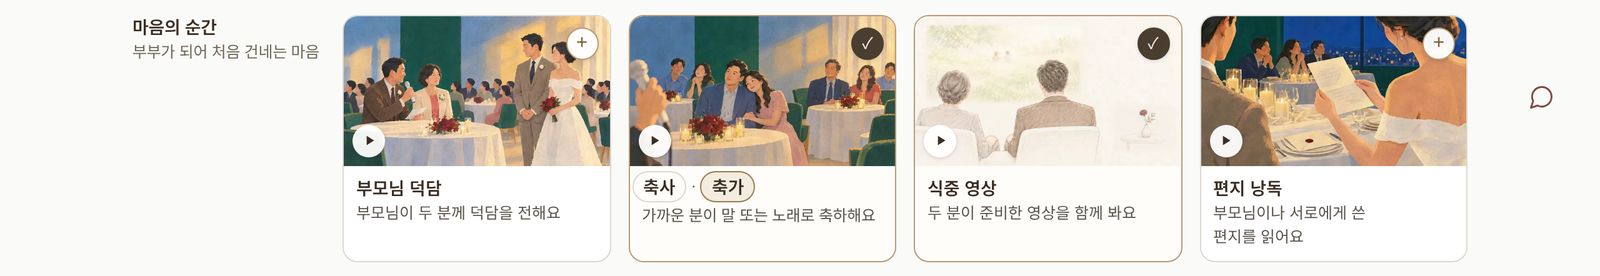 마음의 순간
부부가 되어 처음 건네는 마음
부모님 덕담
부모님이 두 분께 덕담을 전해요
축사 · 축가
가까운 분이 말 또는 노래로 축하해요
식중 영상
두 분이 준비한 영상을 함께 봐요
편지 낭독
부모님이나 서로에게 쓴
편지를 읽어요